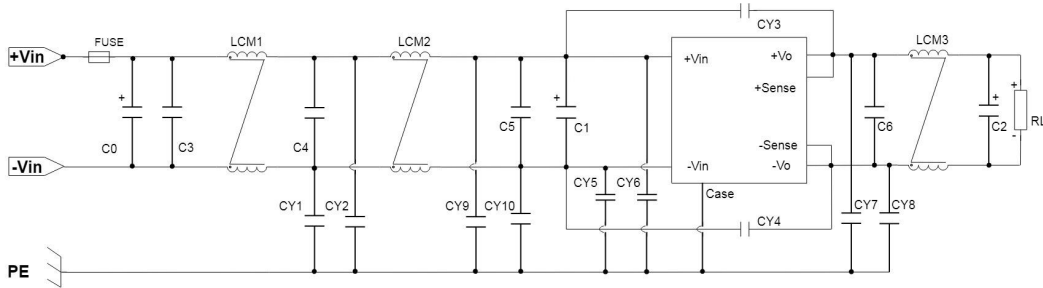 CY3
FUSE
LCM1
LCM2
LCM3
+Vin
+Vin
+Vo
+Sense
+
+
+
+
C0
C3
C4
C5
C1
C6
C2
RL
-
-Sense
-Vin
-Vin
-Vo
CY5
CY6
Case
CY1
CY2
CY9
CY10
CY4
CY7
CY8
PE